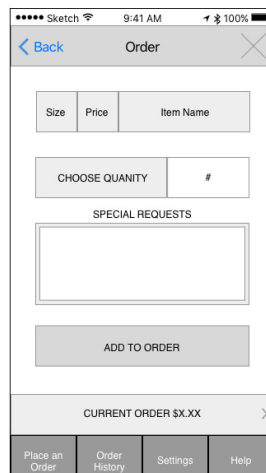 Sketch 9:41 AM 100%
Back Order
Size Price Item Name
CHOOSE QUANITY #
SPECIAL REQUESTS
ADD TO ORDER
CURRENT ORDER $X.XX
Place an Order
Order History
Settings
Help